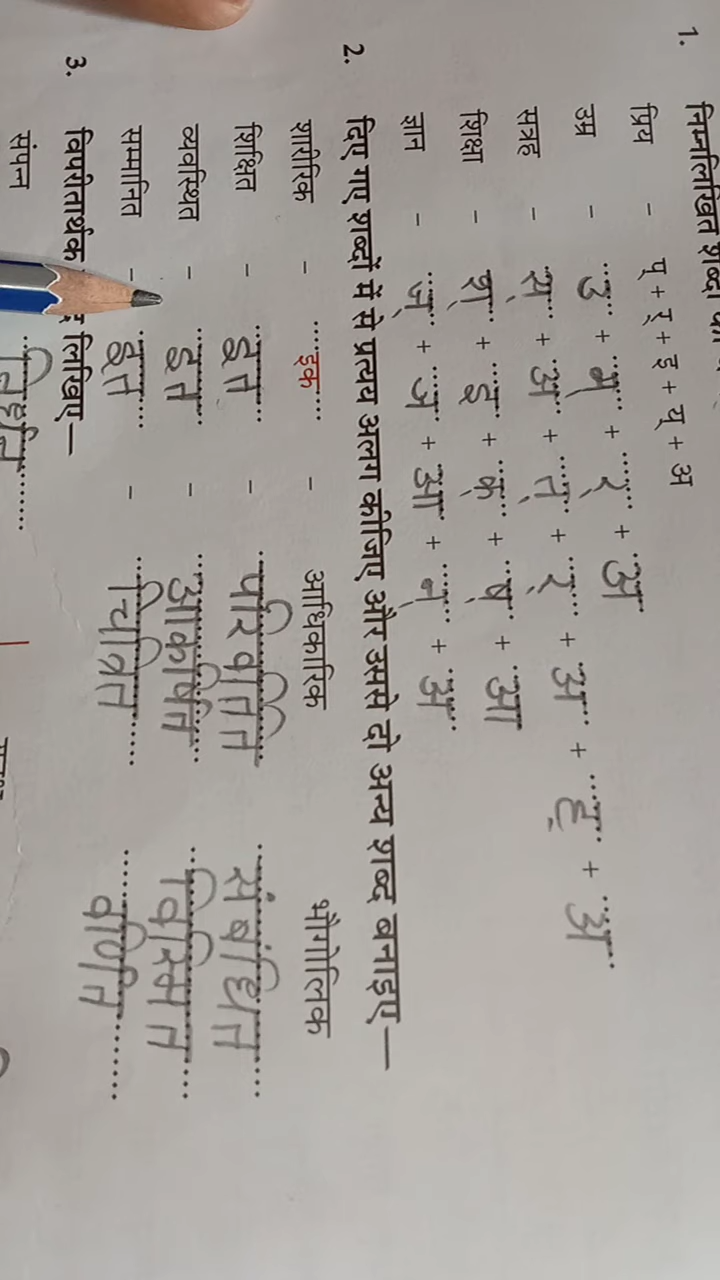 1. निम्नलिखित शब्दों का
प्रिय - प् + र् + इ + य् + अ
उम्र - उ + म् + र् + अ
सत्रह - स् + अ + त् + र् + अ + ह् + अ
शिक्षा - श् + इ + क् + ष् + आ
ज्ञान - ज् + ञ + आ + न् + अ
2. दिए गए शब्दों में से प्रत्यय अलग कीजिए और उससे दो अन्य शब्द बनाइए—
शारीरिक - इक - आधिकारिक भौगोलिक
शिक्षित - इत - परिवर्तित संबंधित
व्यवस्थित - इत - आकर्षित विस्मित
सम्मानित - इत - चित्रित वर्णित
3. विपरीतार्थक लिखिए—
संपन्न